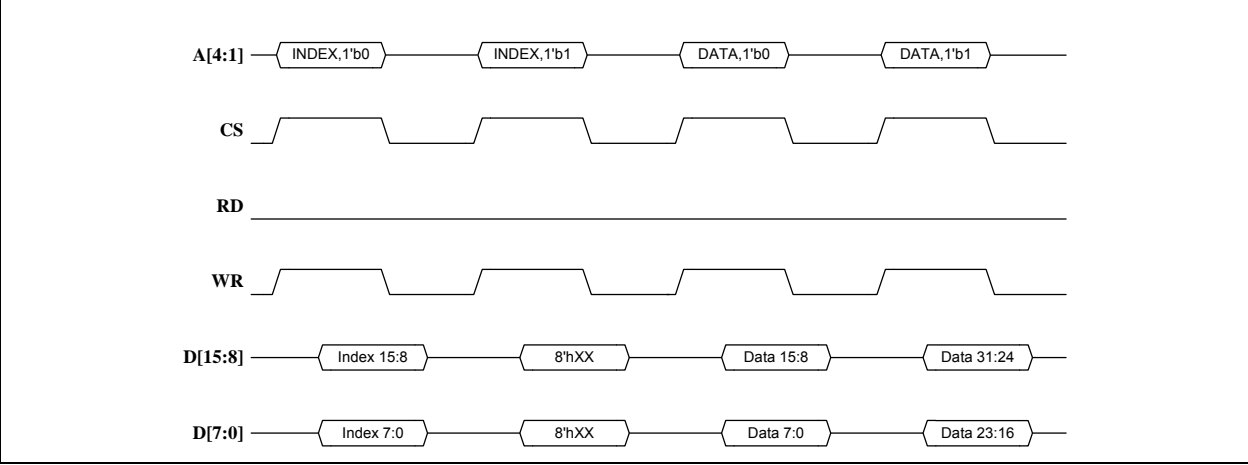 A[4:1] INDEX,1'b0 INDEX,1'b1 DATA,1'b0 DATA,1'b1
CS
RD
WR
D[15:8] Index 15:8 8'hXX Data 15:8 Data 31:24
D[7:0] Index 7:0 8'hXX Data 7:0 Data 23:16